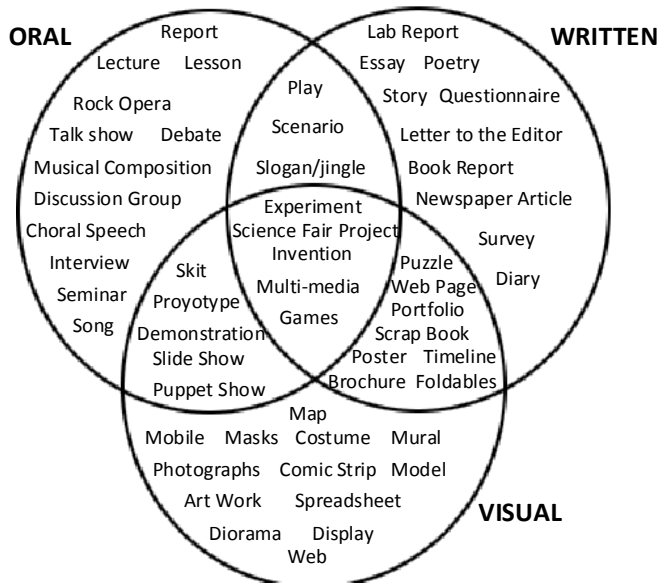 ORAL
Report
Lecture Lesson
Rock Opera
Talk show Debate
Musical Composition
Discussion Group
Choral Speech
Interview
Seminar
Song
Play
Scenario
Slogan/jingle
WRITTEN
Lab Report
Essay Poetry
Story Questionnaire
Letter to the Editor
Book Report
Newspaper Article
Survey
Diary
Experiment
Science Fair Project
Invention
Multi-media
Games
Skit
Proyotype
Demonstration
Slide Show
Puppet Show
Puzzle
Web Page
Portfolio
Scrap Book
Poster Timeline
Brochure Foldables
Map
Mobile Masks Costume Mural
Photographs Comic Strip Model
Art Work Spreadsheet
Diorama Display
Web
VISUAL